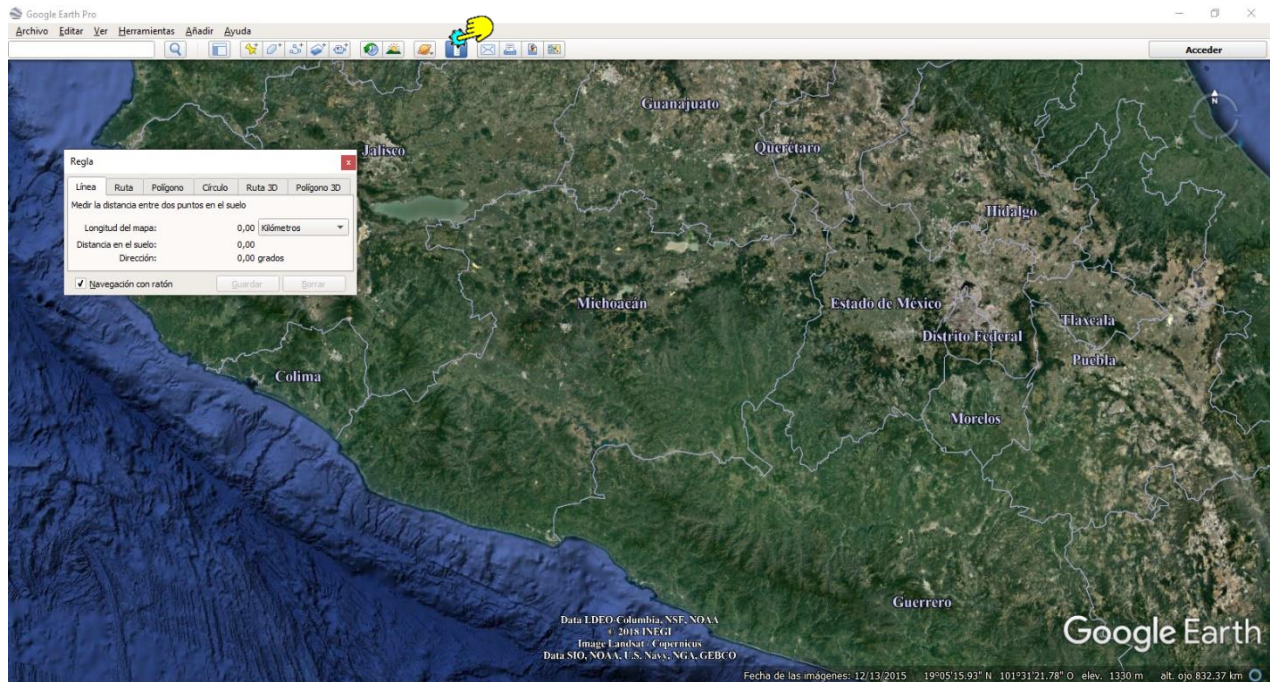 Google Earth Pro
Archivo Editar Ver Herramientas Añadir Ayuda
Acceder
Guanajuato
N
Jalisco
Querétaro
Regla
x
Línea Ruta Polígono Círculo Ruta 3D Polígono 3D
Medir la distancia entre dos puntos en el suelo
Longitud del mapa: 0,00 Kilómetros
Distancia en el suelo: 0,00
Dirección: 0,00 grados
Navegación con ratón Guardar Borrar
Hidalgo
Michoacán
Estado de México
Tlaxcala
Distrito Federal
Puebla
Colima
Morelos
Guerrero
Data LDEO-Columbia, NSF, NOAA
© 2018 INEGI
Image Landsat / Copernicus
Data SIO, NOAA, U.S. Navy, NGA, GEBCO
Google Earth
Fecha de las imágenes: 12/13/2015 19°05'15.93" N 101°31'21.78" O elev. 1330 m alt. ojo 832.37 km